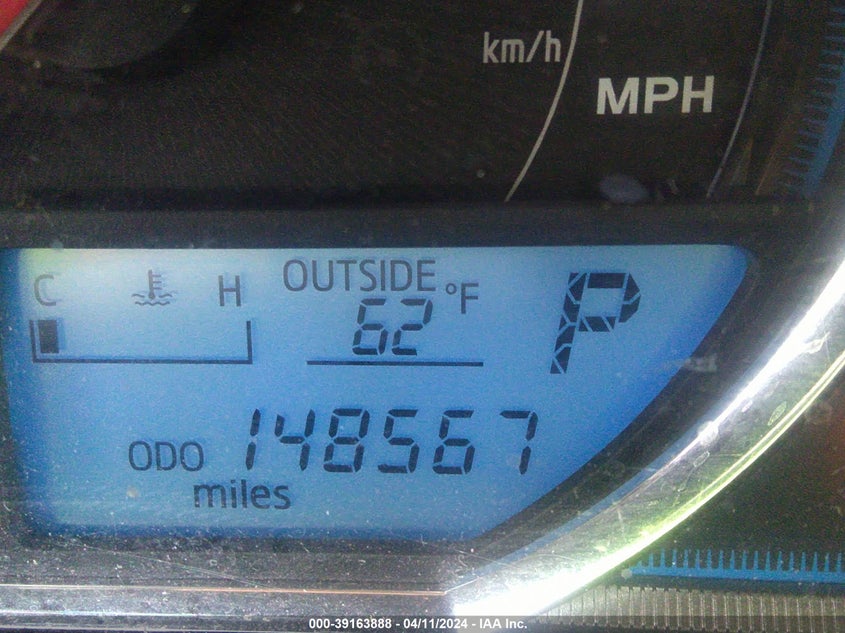 km/h
MPH
C H
OUTSIDE
62 °F
P
ODO 148567
miles
000-39163888 - 04/11/2024 - IAA Inc.